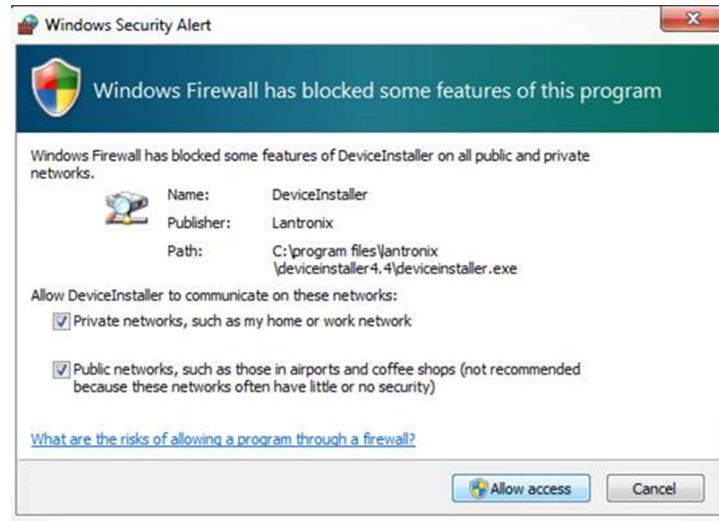 Windows Security Alert
Windows Firewall has blocked some features of this program
Windows Firewall has blocked some features of DeviceInstaller on all public and private
networks.
Name: DeviceInstaller
Publisher: Lantronix
Path: C:\program files\lantronix
\deviceinstaller4.4\deviceinstaller.exe
Allow DeviceInstaller to communicate on these networks:
Private networks, such as my home or work network
Public networks, such as those in airports and coffee shops (not recommended
because these networks often have little or no security)
What are the risks of allowing a program through a firewall?
Allow access Cancel